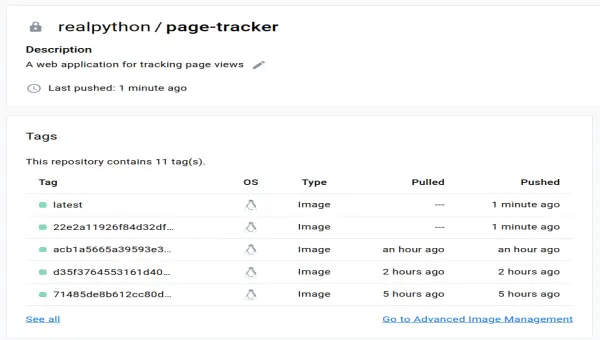 realpython / page-tracker
Description
A web application for tracking page views
Last pushed: 1 minute ago
Tags
This repository contains 11 tag(s).
Tag OS Type Pulled Pushed
latest Image --- 1 minute ago
22e2a11926f84d32df... Image --- 1 minute ago
acb1a5665a39593e3... Image an hour ago an hour ago
d35f3764553161d40... Image 2 hours ago 2 hours ago
71485de8b612cc80d... Image 5 hours ago 5 hours ago
See all Go to Advanced Image Management